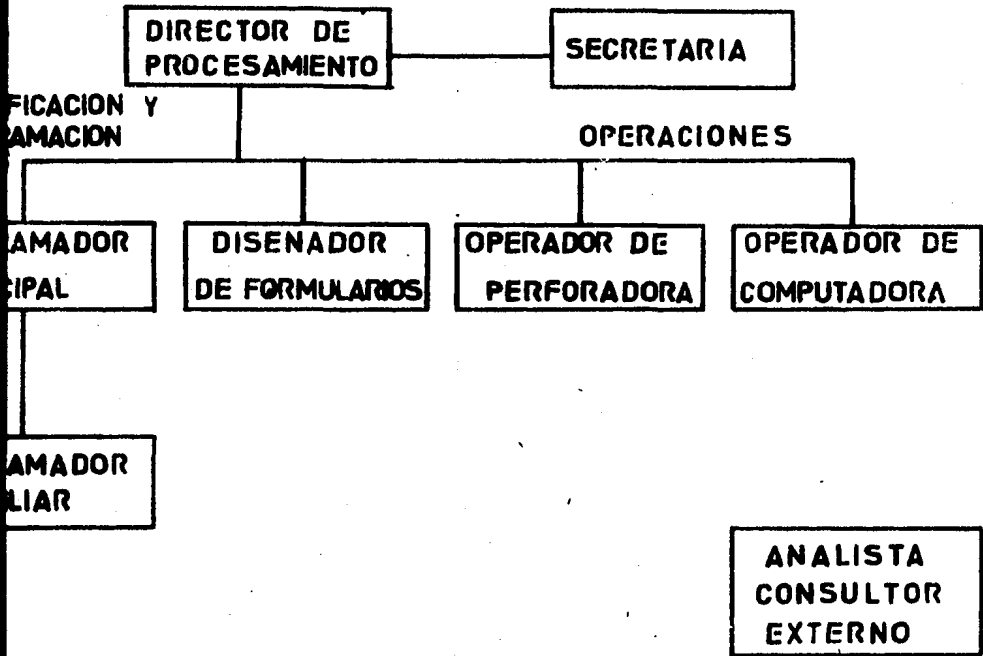 DIRECTOR DE
PROCESAMIENTO
SECRETARIA
FICACION Y
AMACION
OPERACIONES
AMADOR
CIPAL
DISENADOR
DE FORMULARIOS
OPERADOR DE
PERFORADORA
OPERADOR DE
COMPUTADORA
AMADOR
LIAR
ANALISTA
CONSULTOR
EXTERNO